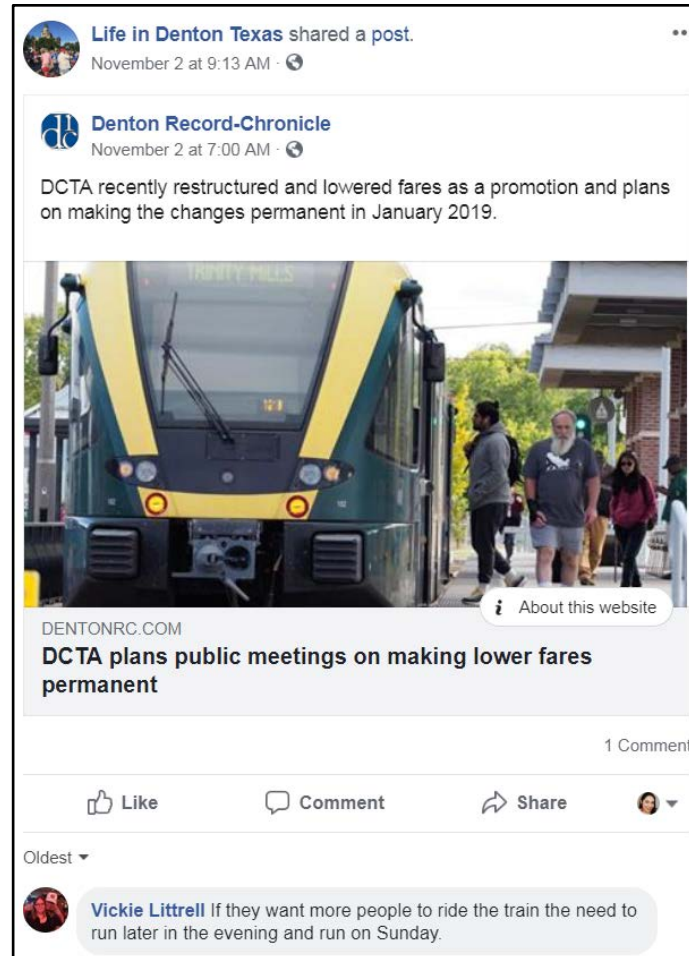 Life in Denton Texas shared a post.
November 2 at 9:13 AM ·
dc
Denton Record-Chronicle
November 2 at 7:00 AM ·
DCTA recently restructured and lowered fares as a promotion and plans
on making the changes permanent in January 2019.
TRINITY MILLS
102
102
i About this website
DENTONRC.COM
DCTA plans public meetings on making lower fares
permanent
1 Comment
Like Comment Share
Oldest
Vickie Littrell If they want more people to ride the train the need to
run later in the evening and run on Sunday.